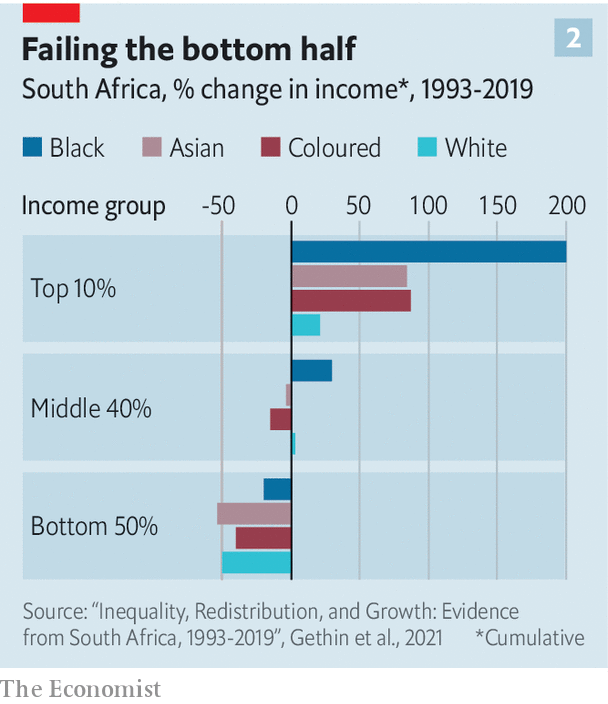 Failing the bottom half
2
South Africa, % change in income*, 1993-2019
Black Asian Coloured White
Income group -50 0 50 100 150 200
Top 10%
Middle 40%
Bottom 50%
Source: “Inequality, Redistribution, and Growth: Evidence
from South Africa, 1993-2019”, Gethin et al., 2021 *Cumulative
The Economist